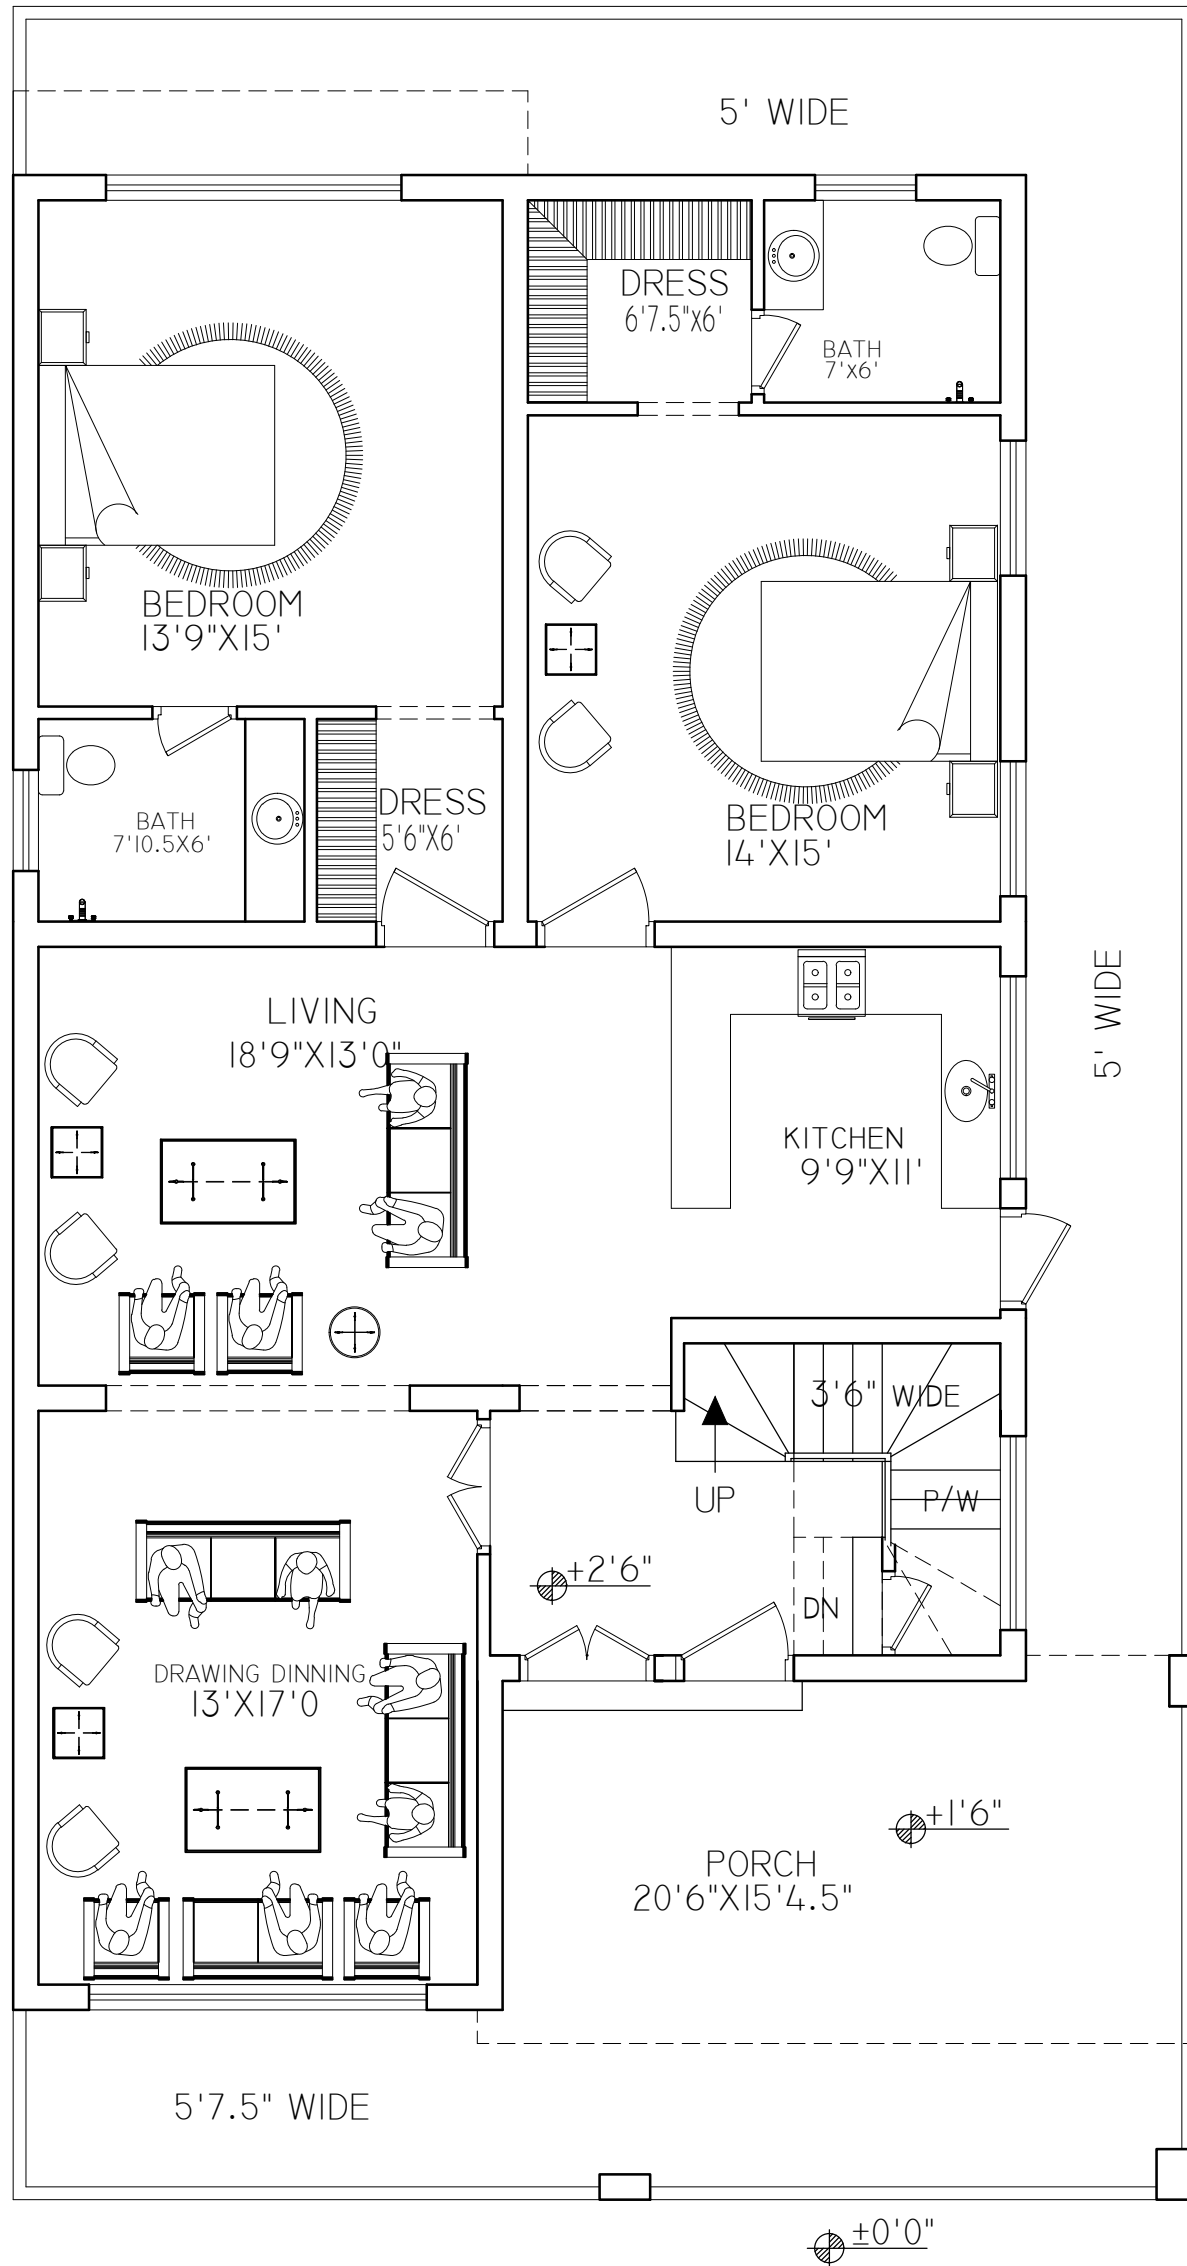 5' WIDE
DRESS
6'7.5"X6'
BATH
7'X6'
BEDROOM
13'9"X15'
BATH
7'10.5X6'
DRESS
5'6"X6'
BEDROOM
14'X15'
LIVING
18'9"X13'0"
5' WIDE
KITCHEN
9'9"X11'
3'6" WIDE
UP
P/W
+2'6"
DN
DRAWING DINNING
13'X17'0
+1'6"
PORCH
20'6"X15'4.5"
5'7.5" WIDE
±0'0"